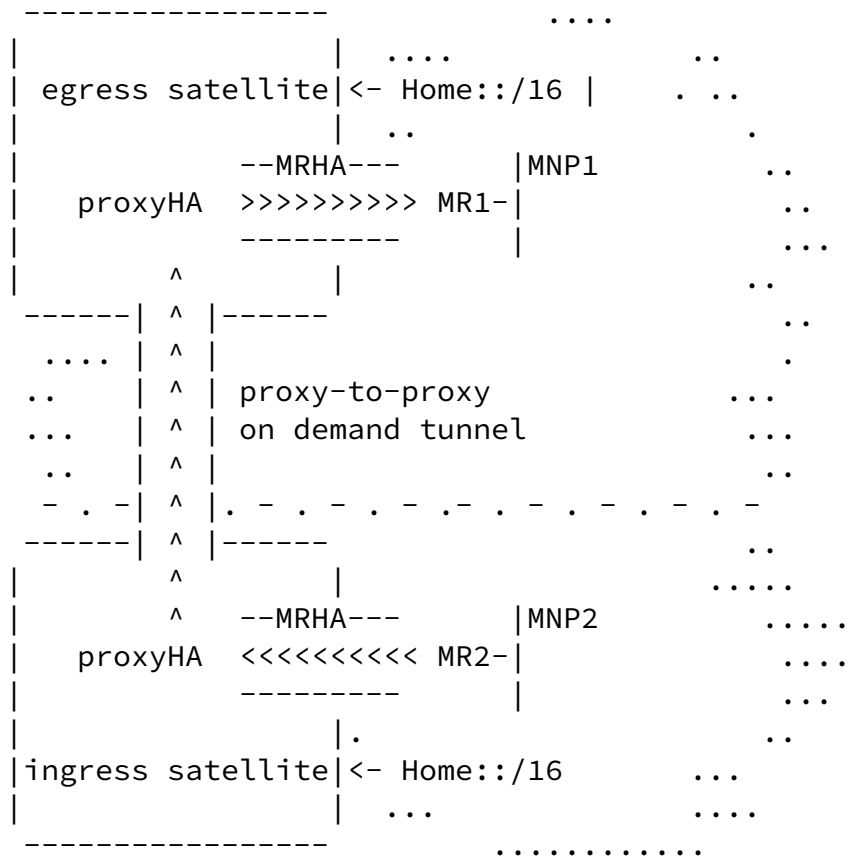 -----------------            ....
|                 |  ....             ..
| egress satellite|<- Home::/16 |    . ..
|                 |  ..                  .
|            --MRHA---      |MNP1         ..
|   proxyHA  >>>>>>>>>> MR1-|              ..
|            ---------      |              ...
|        ^        |                      ..
 ------| ^ |------                         ..
  .... | ^ |                               .
 ..    | ^ | proxy-to-proxy             ...
 ...   | ^ | on demand tunnel            ...
  ..   | ^ |                              ..
  - . -| ^ |. - . - . - .- . - . - . - . -
 ------| ^ |------                       ..
|        ^        |                    .....
|        ^   --MRHA---      |MNP2         .....
|   proxyHA  <<<<<<<<<< MR2-|              ....
|            ---------      |              ...
|                 |.                      ..
|ingress satellite|<- Home::/16       ...
|                 |  ...              ....
 -----------------         ............